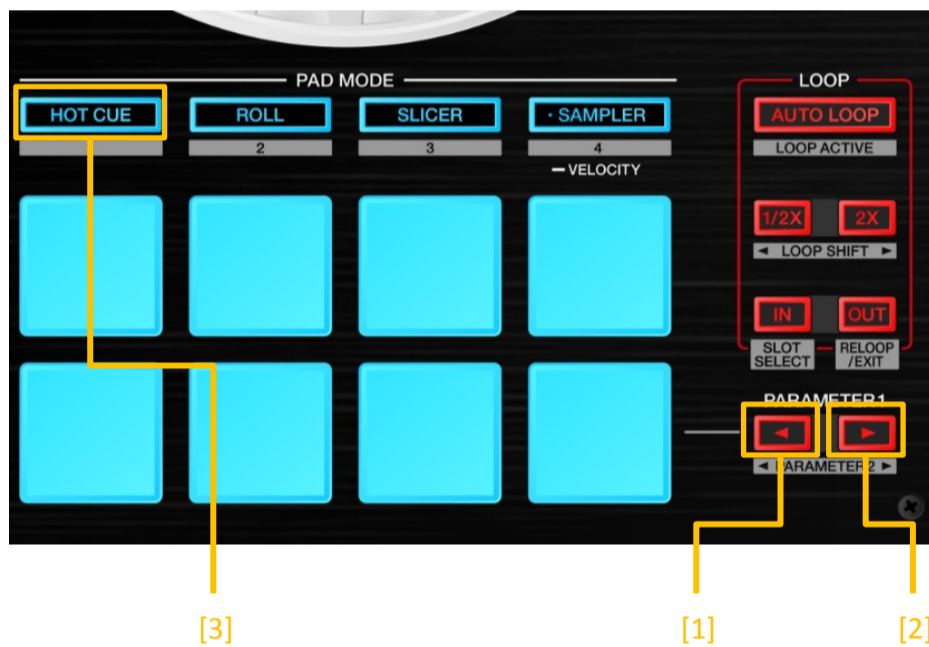 PAD MODE
LOOP
HOT CUE
ROLL
SLICER
· SAMPLER
AUTO LOOP
2
3
4
LOOP ACTIVE
– VELOCITY
1/2X
2X
◄ LOOP SHIFT ►
IN
OUT
SLOT
SELECT
RELOOP
/EXIT
PARAMETER1
◄
►
◄ PARAMETER2 ►
[3]
[1]
[2]